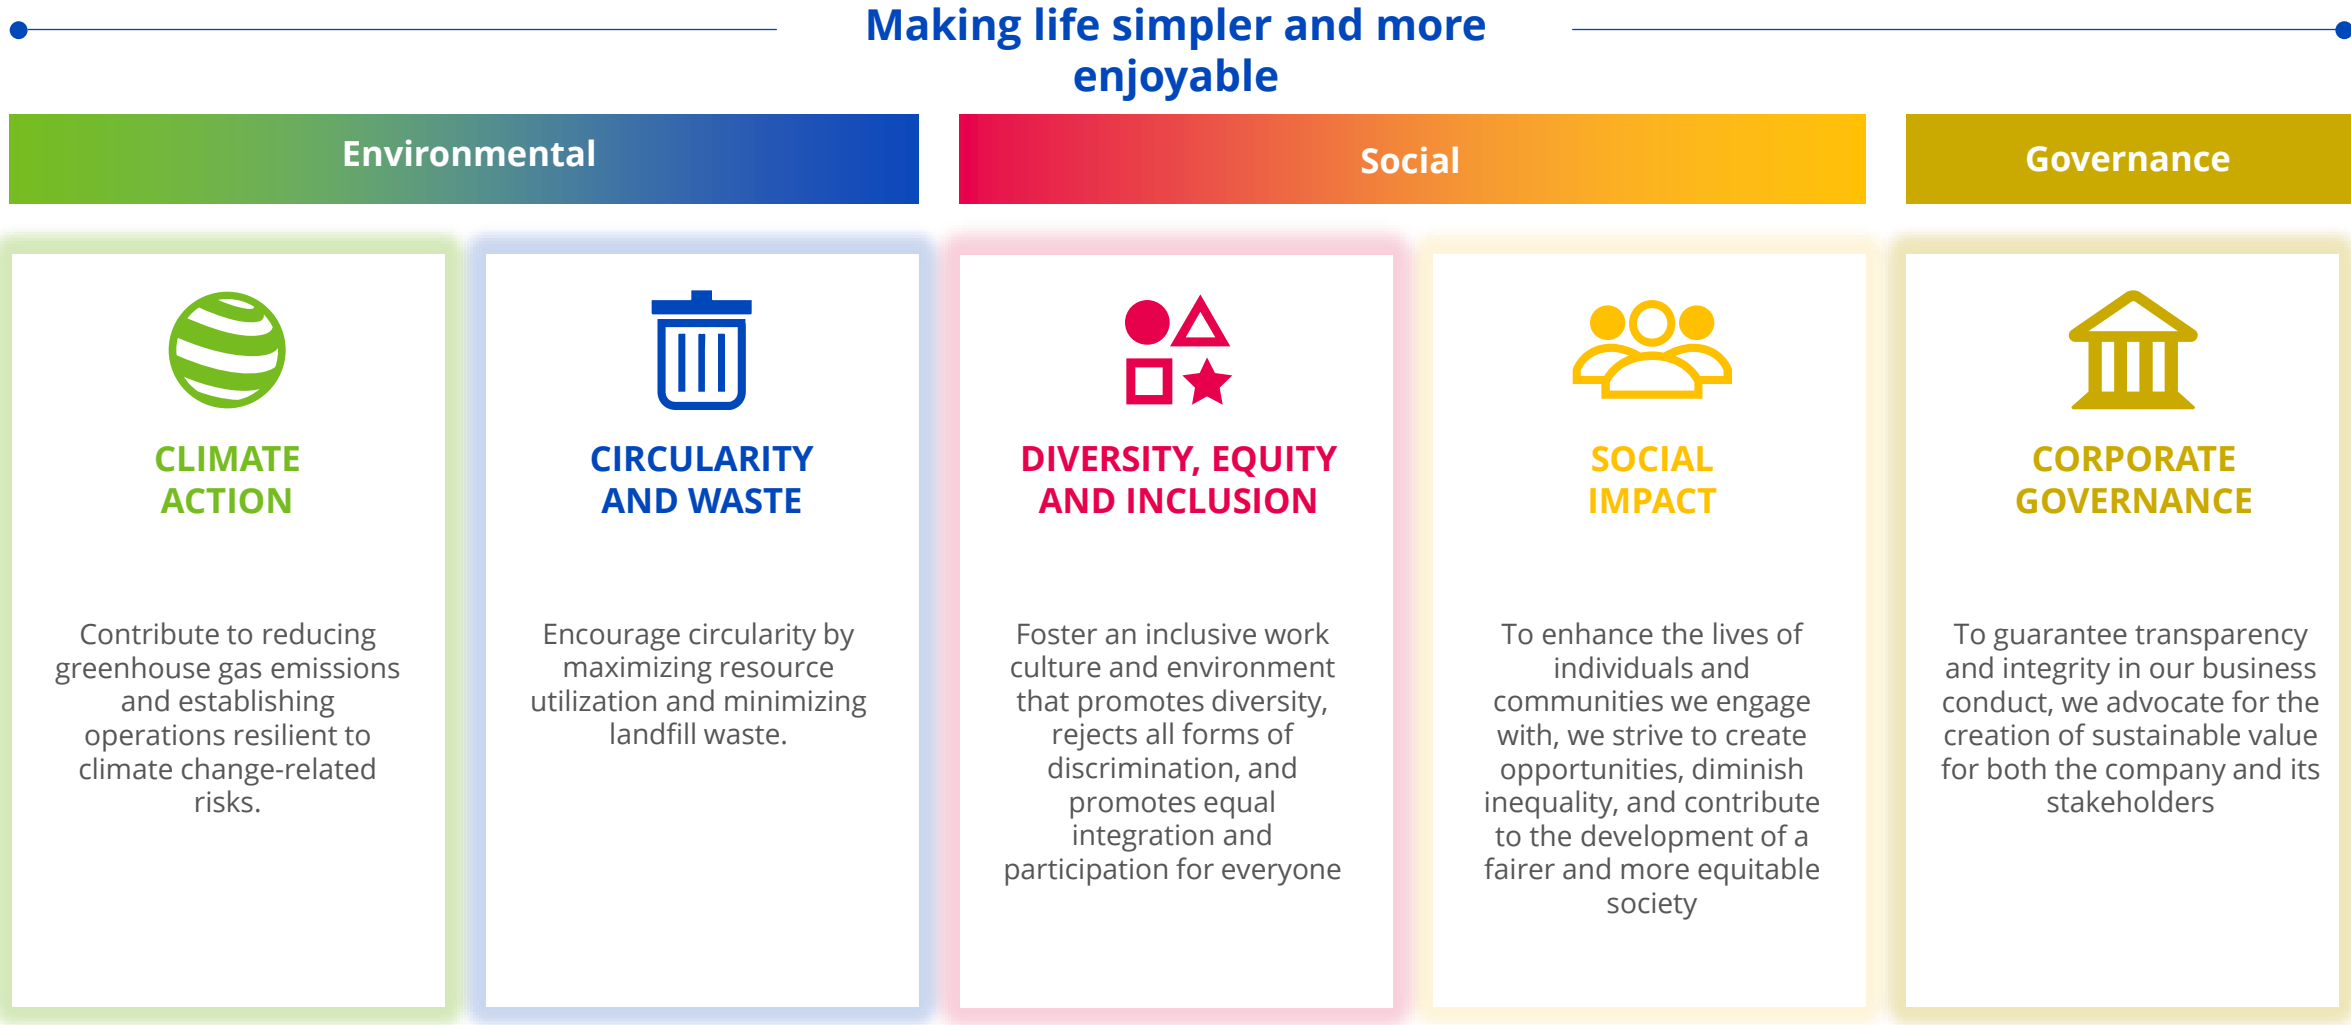 Making life simpler and more
enjoyable
Environmental
Social
Governance
CLIMATE
ACTION
Contribute to reducing
greenhouse gas emissions
and establishing
operations resilient to
climate change-related
risks.
CIRCULARITY
AND WASTE
Encourage circularity by
maximizing resource
utilization and minimizing
landfill waste.
DIVERSITY, EQUITY
AND INCLUSION
Foster an inclusive work
culture and environment
that promotes diversity,
rejects all forms of
discrimination, and
promotes equal
integration and
participation for everyone
SOCIAL
IMPACT
To enhance the lives of
individuals and
communities we engage
with, we strive to create
opportunities, diminish
inequality, and contribute
to the development of a
fairer and more equitable
society
CORPORATE
GOVERNANCE
To guarantee transparency
and integrity in our business
conduct, we advocate for the
creation of sustainable value
for both the company and its
stakeholders